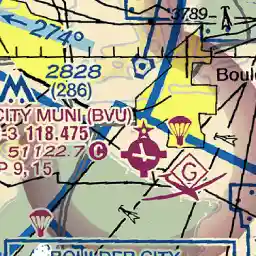 3789
274°
2828
(286)
Boul
CITY MUNI (BVU)
-3 118.475
51 122.7 C
P 9, 15
G
BOULDER CITY